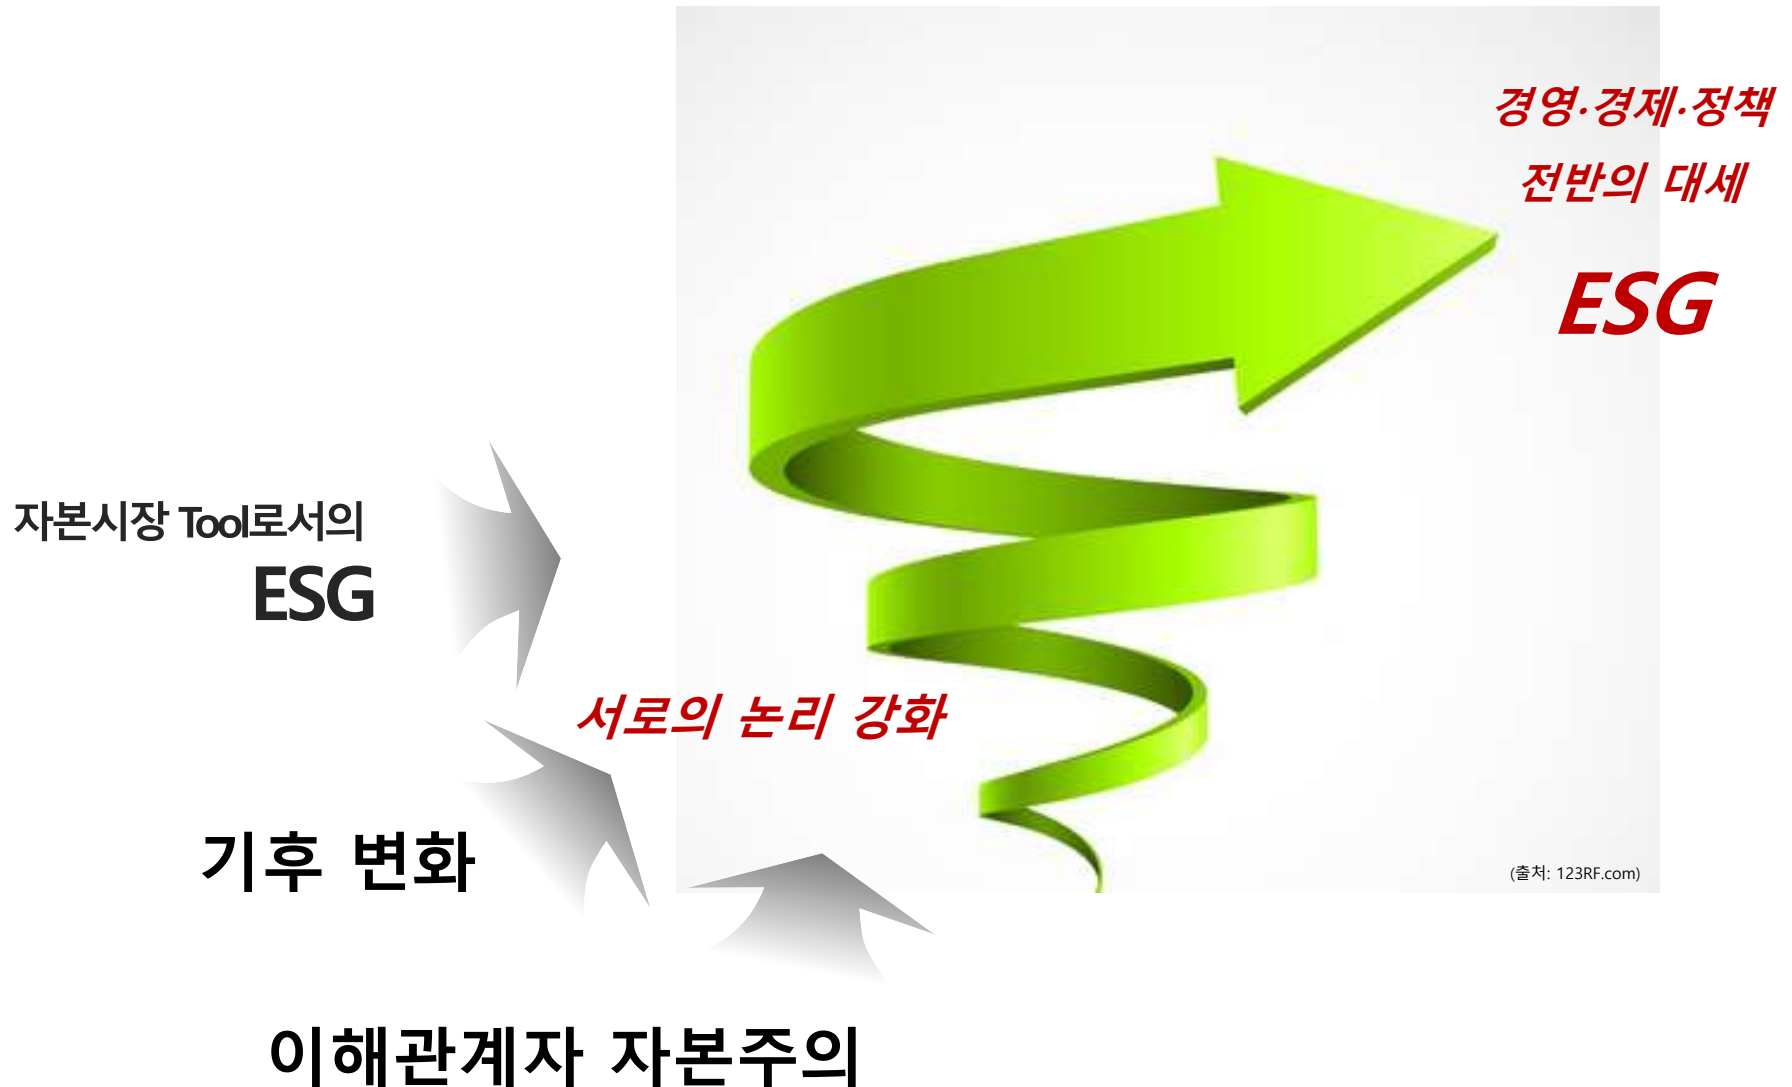 경영·경제·정책
전반의 대세
ESG
자본시장 Tool로서의
ESG
서로의 논리 강화
기후 변화
(출처: 123RF.com)
이해관계자 자본주의